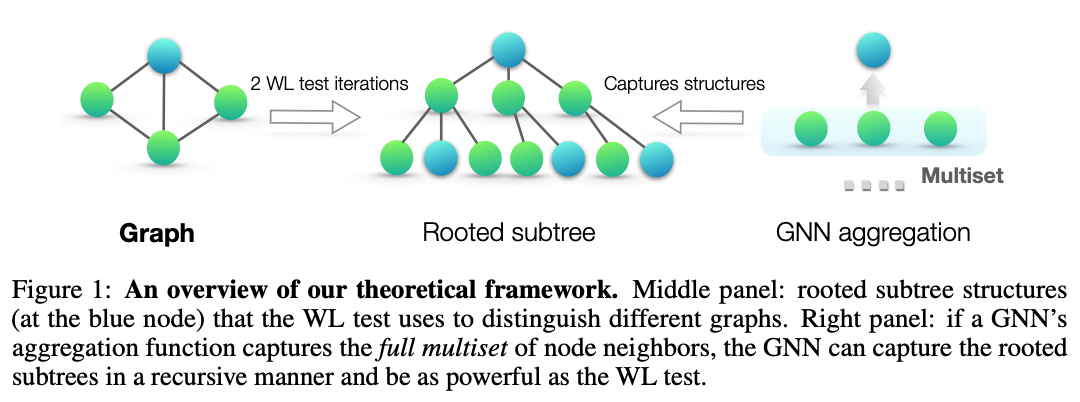 2 WL test iterations
Captures structures
Multiset
Graph
Rooted subtree
GNN aggregation
Figure 1: An overview of our theoretical framework. Middle panel: rooted subtree structures
(at the blue node) that the WL test uses to distinguish different graphs. Right panel: if a GNN's
aggregation function captures the full multiset of node neighbors, the GNN can capture the rooted
subtrees in a recursive manner and be as powerful as the WL test.